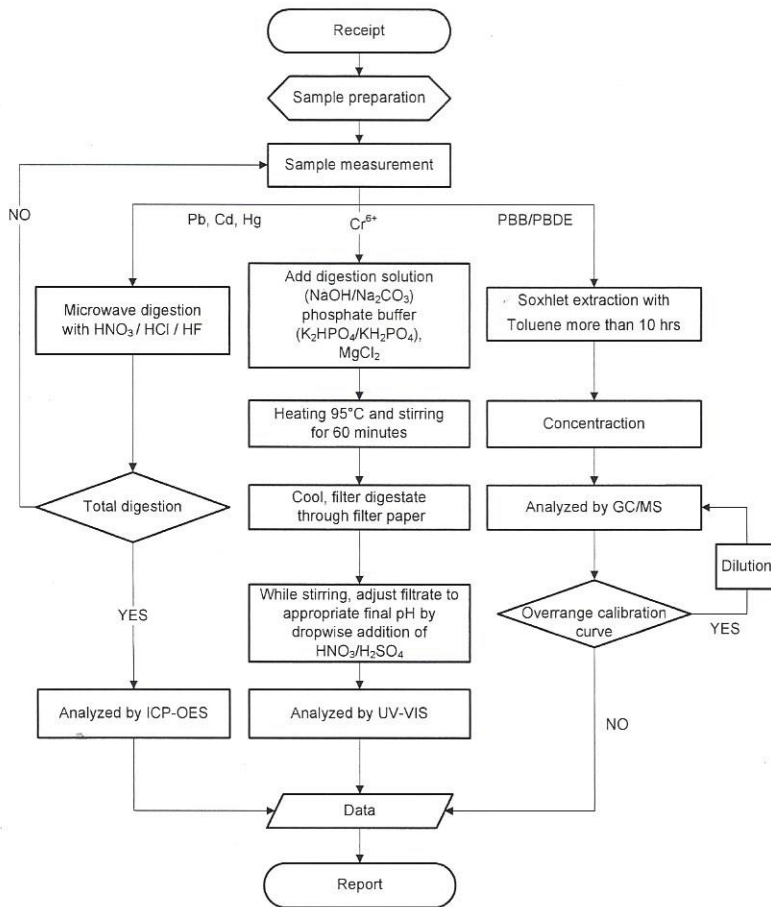 Receipt
Sample preparation
Sample measurement
NO
Pb, Cd, Hg
Cr⁶⁺
PBB/PBDE
Microwave digestion
with HNO₃ / HCl / HF
Add digestion solution
(NaOH/Na₂CO₃)
phosphate buffer
(K₂HPO₄/KH₂PO₄),
MgCl₂
Soxhlet extraction with
Toluene more than 10 hrs
Heating 95°C and stirring
for 60 minutes
Concentraction
Total digestion
Cool, filter digestate
through filter paper
Analyzed by GC/MS
Dilution
YES
While stirring, adjust filtrate to
appropriate final pH by
dropwise addition of
HNO₃/H₂SO₄
Overrange calibration
curve
YES
Analyzed by ICP-OES
Analyzed by UV-VIS
NO
Data
Report